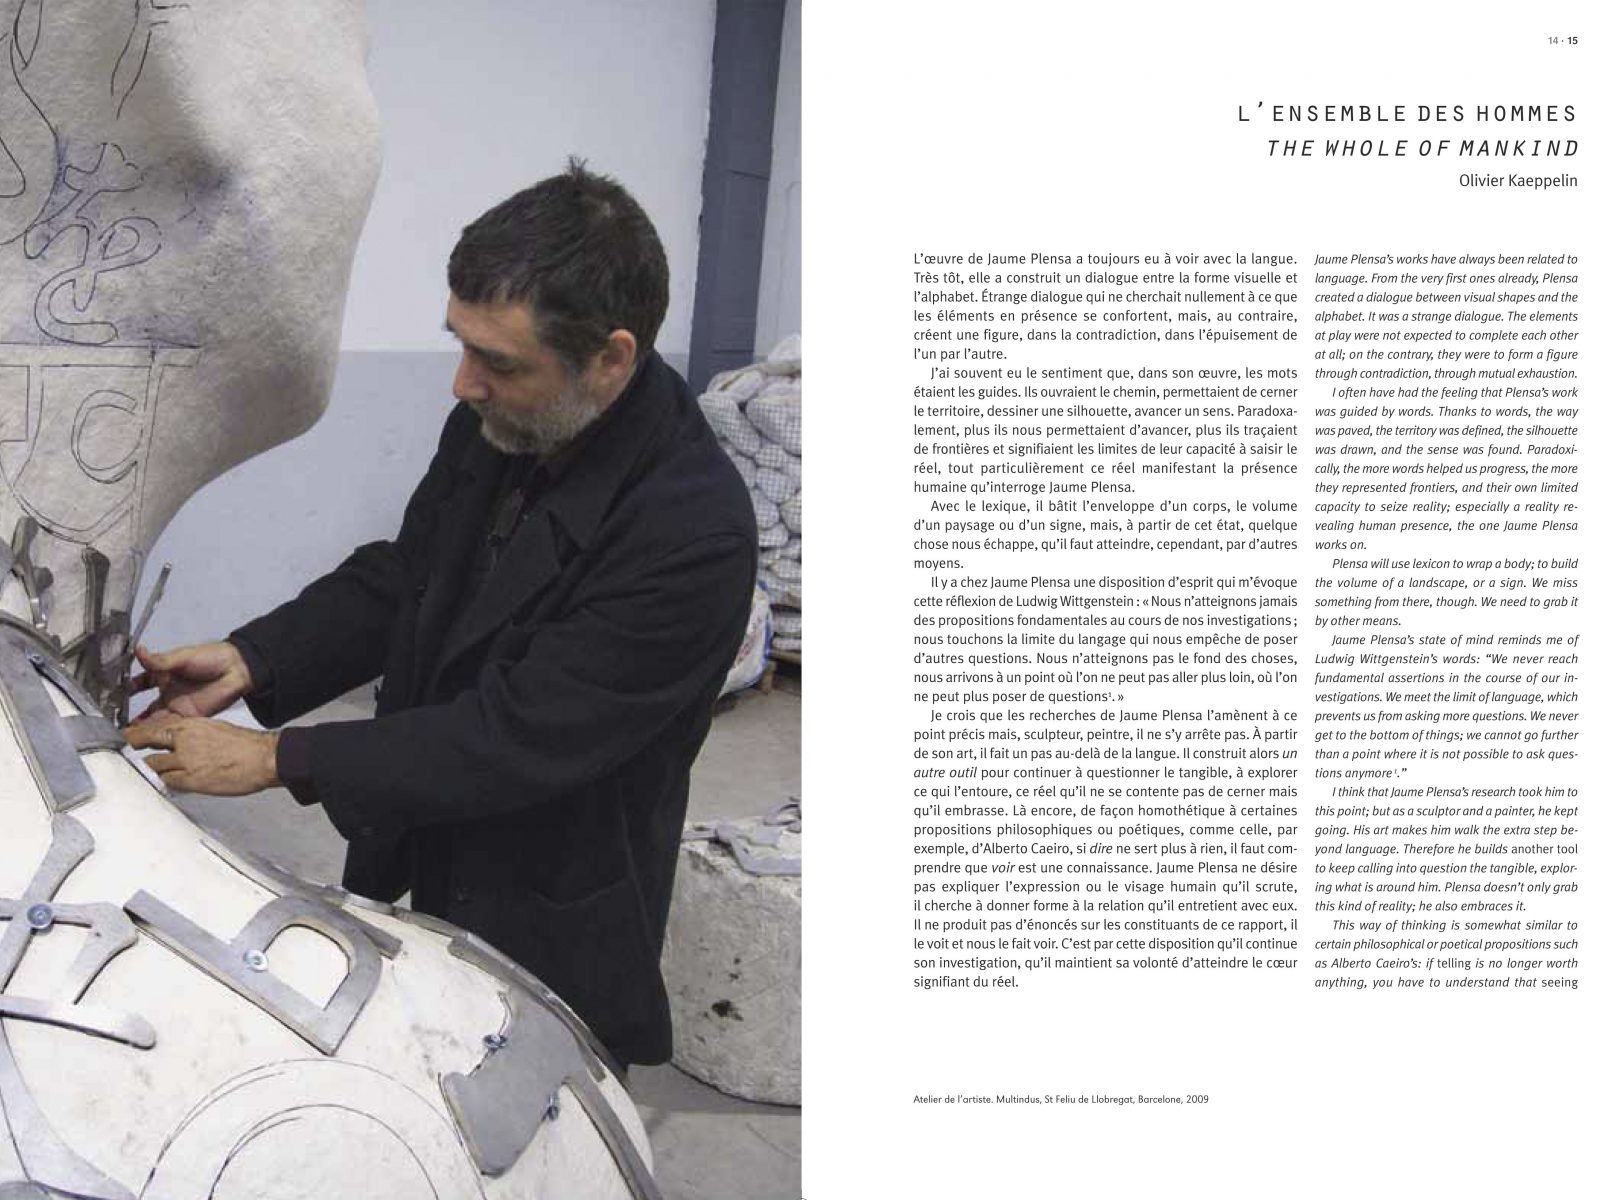 14 · 15
L'ENSEMBLE DES HOMMES
THE WHOLE OF MANKIND
Olivier Kaeppelin
L'œuvre de Jaume Plensa a toujours eu à voir avec la langue.
Très tôt, elle a construit un dialogue entre la forme visuelle et
l'alphabet. Étrange dialogue qui ne cherchait nullement à ce que
les éléments en présence se confortent, mais, au contraire,
créent une figure, dans la contradiction, dans l'épuisement de
l'un par l'autre.
J'ai souvent eu le sentiment que, dans son œuvre, les mots
étaient les guides. Ils ouvraient le chemin, permettaient de cerner
le territoire, dessiner une silhouette, avancer un sens. Paradoxa-
lement, plus ils nous permettaient d'avancer, plus ils traçaient
de frontières et signifiaient les limites de leur capacité à saisir le
réel, tout particulièrement ce réel manifestant la présence
humaine qu'interroge Jaume Plensa.
Avec le lexique, il bâtit l'enveloppe d'un corps, le volume
d'un paysage ou d'un signe, mais, à partir de cet état, quelque
chose nous échappe, qu'il faut atteindre, cependant, par d'autres
moyens.
Il y a chez Jaume Plensa une disposition d'esprit qui m'évoque
cette réflexion de Ludwig Wittgenstein : « Nous n'atteignons jamais
des propositions fondamentales au cours de nos investigations ;
nous touchons la limite du langage qui nous empêche de poser
d'autres questions. Nous n'atteignons pas le fond des choses,
nous arrivons à un point où l'on ne peut pas aller plus loin, où l'on
ne peut plus poser de questions¹. »
Je crois que les recherches de Jaume Plensa l'amènent à ce
point précis mais, sculpteur, peintre, il ne s'y arrête pas. À partir
de son art, il fait un pas au-delà de la langue. Il construit alors un
autre outil pour continuer à questionner le tangible, à explorer
ce qui l'entoure, ce réel qu'il ne se contente pas de cerner mais
qu'il embrasse. Là encore, de façon homothétique à certaines
propositions philosophiques ou poétiques, comme celle, par
exemple, d'Alberto Caeiro, si dire ne sert plus à rien, il faut com-
prendre que voir est une connaissance. Jaume Plensa ne désire
pas expliquer l'expression ou le visage humain qu'il scrute,
il cherche à donner forme à la relation qu'il entretient avec eux.
Il ne produit pas d'énoncés sur les constituants de ce rapport, il
le voit et nous le fait voir. C'est par cette disposition qu'il continue
son investigation, qu'il maintient sa volonté d'atteindre le cœur
signifiant du réel.
Jaume Plensa's works have always been related to
language. From the very first ones already, Plensa
created a dialogue between visual shapes and the
alphabet. It was a strange dialogue. The elements
at play were not expected to complete each other
at all; on the contrary, they were to form a figure
through contradiction, through mutual exhaustion.
I often have had the feeling that Plensa's work
was guided by words. Thanks to words, the way
was paved, the territory was defined, the silhouette
was drawn, and the sense was found. Paradoxi-
cally, the more words helped us progress, the more
they represented frontiers, and their own limited
capacity to seize reality; especially a reality re-
vealing human presence, the one Jaume Plensa
works on.
Plensa will use lexicon to wrap a body; to build
the volume of a landscape, or a sign. We miss
something from there, though. We need to grab it
by other means.
Jaume Plensa's state of mind reminds me of
Ludwig Wittgenstein's words: "We never reach
fundamental assertions in the course of our in-
vestigations. We meet the limit of language, which
prevents us from asking more questions. We never
get to the bottom of things; we cannot go further
than a point where it is not possible to ask ques-
tions anymore¹."
I think that Jaume Plensa's research took him to
this point; but as a sculptor and a painter, he kept
going. His art makes him walk the extra step be-
yond language. Therefore he builds another tool
to keep calling into question the tangible, explor-
ing what is around him. Plensa doesn't only grab
this kind of reality; he also embraces it.
This way of thinking is somewhat similar to
certain philosophical or poetical propositions such
as Alberto Caeiro's: if telling is no longer worth
anything, you have to understand that seeing
Atelier de l'artiste. Multindus, St Feliu de Llobregat, Barcelone, 2009